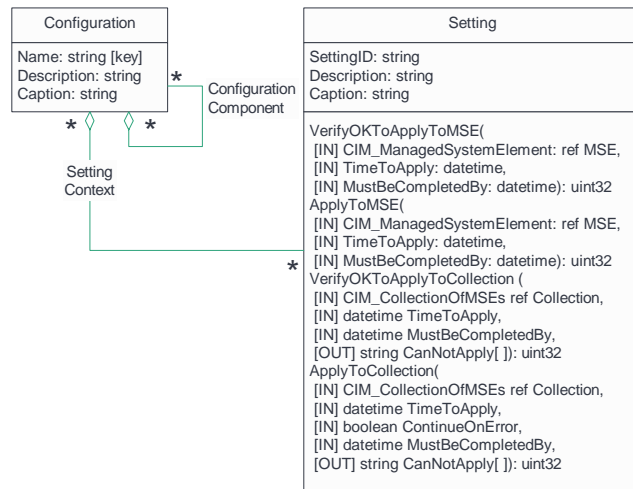 Configuration
Name: string [key]
Description: string
Caption: string
*
Configuration
Component
*
*
Setting
Context
*
Setting
SettingID: string
Description: string
Caption: string
VerifyOKToApplyToMSE(
[IN] CIM_ManagedSystemElement: ref MSE,
[IN] TimeToApply: datetime,
[IN] MustBeCompletedBy: datetime): uint32
ApplyToMSE(
[IN] CIM_ManagedSystemElement: ref MSE,
[IN] TimeToApply: datetime,
[IN] MustBeCompletedBy: datetime): uint32
VerifyOKToApplyToCollection (
[IN] CIM_CollectionOfMSEs ref Collection,
[IN] datetime TimeToApply,
[IN] datetime MustBeCompletedBy,
[OUT] string CanNotApply[ ]): uint32
ApplyToCollection(
[IN] CIM_CollectionOfMSEs ref Collection,
[IN] datetime TimeToApply,
[IN] boolean ContinueOnError,
[IN] datetime MustBeCompletedBy,
[OUT] string CanNotApply[ ]): uint32